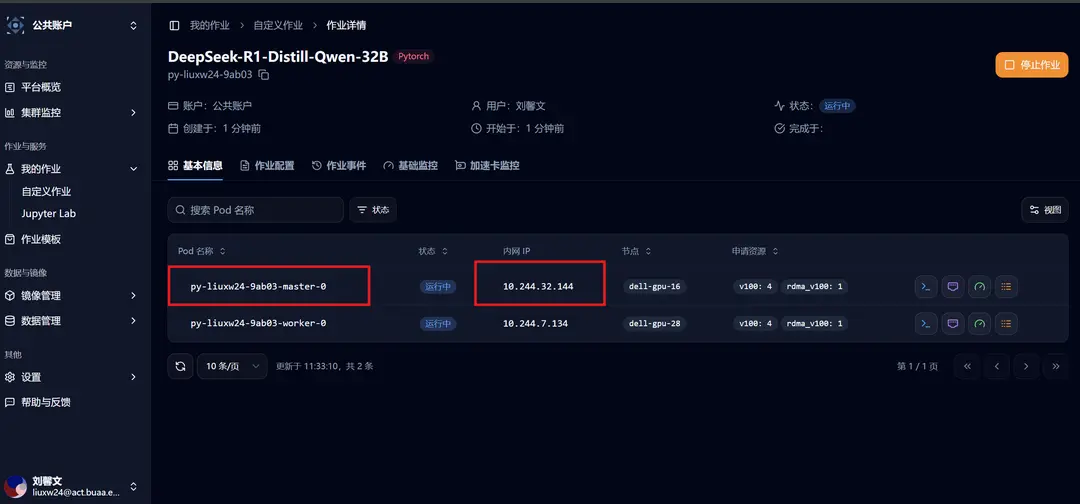 公共账户
资源与监控
平台概览
集群监控
作业与服务
我的作业
自定义作业
Jupyter Lab
作业模板
数据与镜像
镜像管理
数据管理
其他
设置
帮助与反馈
刘馨文
liuxw24@act.buaa.e...
我的作业 > 自定义作业 > 作业详情
DeepSeek-R1-Distill-Qwen-32B Pytorch
py-liuxw24-9ab03
停止作业
账户：公共账户 用户：刘馨文 状态：运行中
创建于：1 分钟前 开始于：1 分钟前 完成于：
基本信息 作业配置 作业事件 基础监控 加速卡监控
搜索 Pod 名称 状态 视图
Pod 名称 状态 内网 IP 节点 申请资源
py-liuxw24-9ab03-master-0 运行中 10.244.32.144 dell-gpu-16 v100: 4 rdma_v100: 1
py-liuxw24-9ab03-worker-0 运行中 10.244.7.134 dell-gpu-28 v100: 4 rdma_v100: 1
10 条/页 更新于 11:33:10，共 2 条 第 1 / 1 页